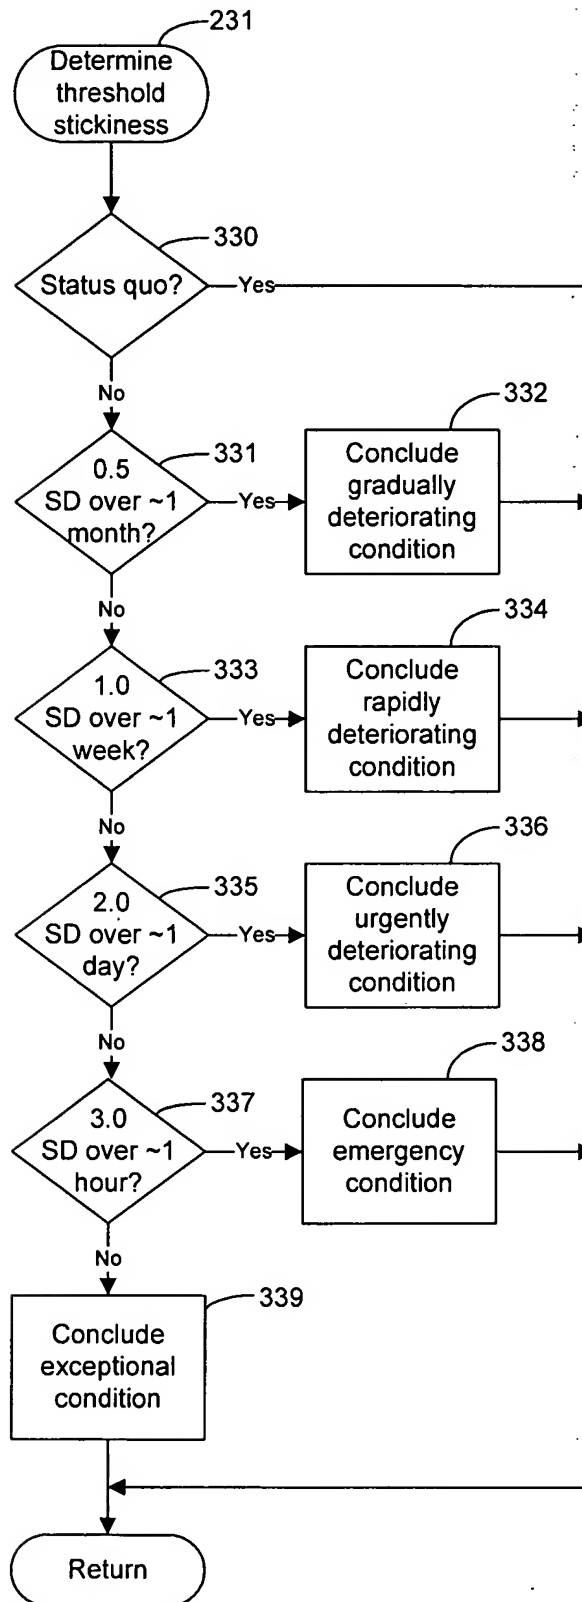 231
Determine
threshold
stickiness
330
Status quo?
Yes
No
331
0.5
SD over ~1
month?
Yes
332
Conclude
gradually
deteriorating
condition
No
333
1.0
SD over ~1
week?
Yes
334
Conclude
rapidly
deteriorating
condition
No
335
2.0
SD over ~1
day?
Yes
336
Conclude
urgently
deteriorating
condition
No
337
3.0
SD over ~1
hour?
Yes
338
Conclude
emergency
condition
No
339
Conclude
exceptional
condition
Return